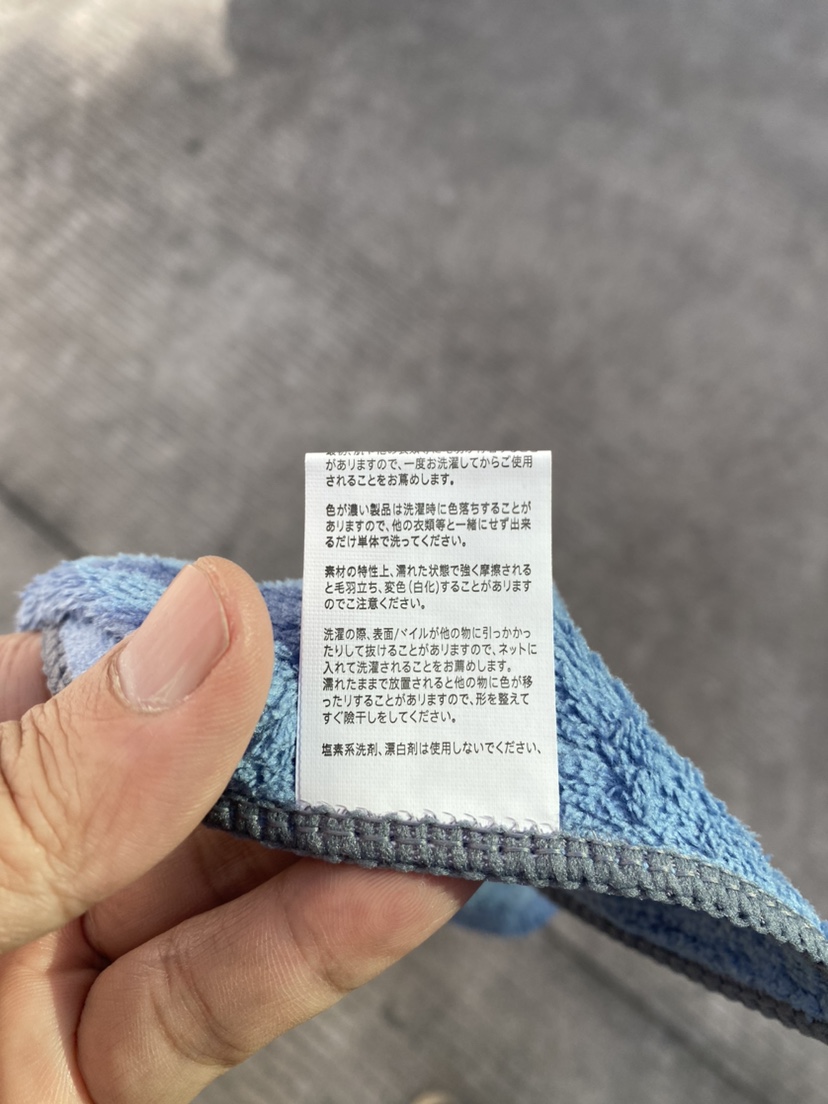 がありますので、一度お洗濯してからご使用
されることをお薦めします。
色が濃い製品は洗濯時に色落ちすることが
ありますので、他の衣類等と一緒にせず出来
るだけ単体で洗ってください。
素材の特性上、濡れた状態で強く摩擦される
と毛羽立ち、変色(白化)することがあります
のでご注意ください。
洗濯の際、表面パイルが他の物に引っかかっ
たりして抜けることがありますので、ネットに
入れて洗濯されることをお薦めします。
濡れたままで放置されると他の物に色が移
ったりすることがありますので、形を整えて
すぐ陰干しをしてください。
塩素系洗剤、漂白剤は使用しないでください、